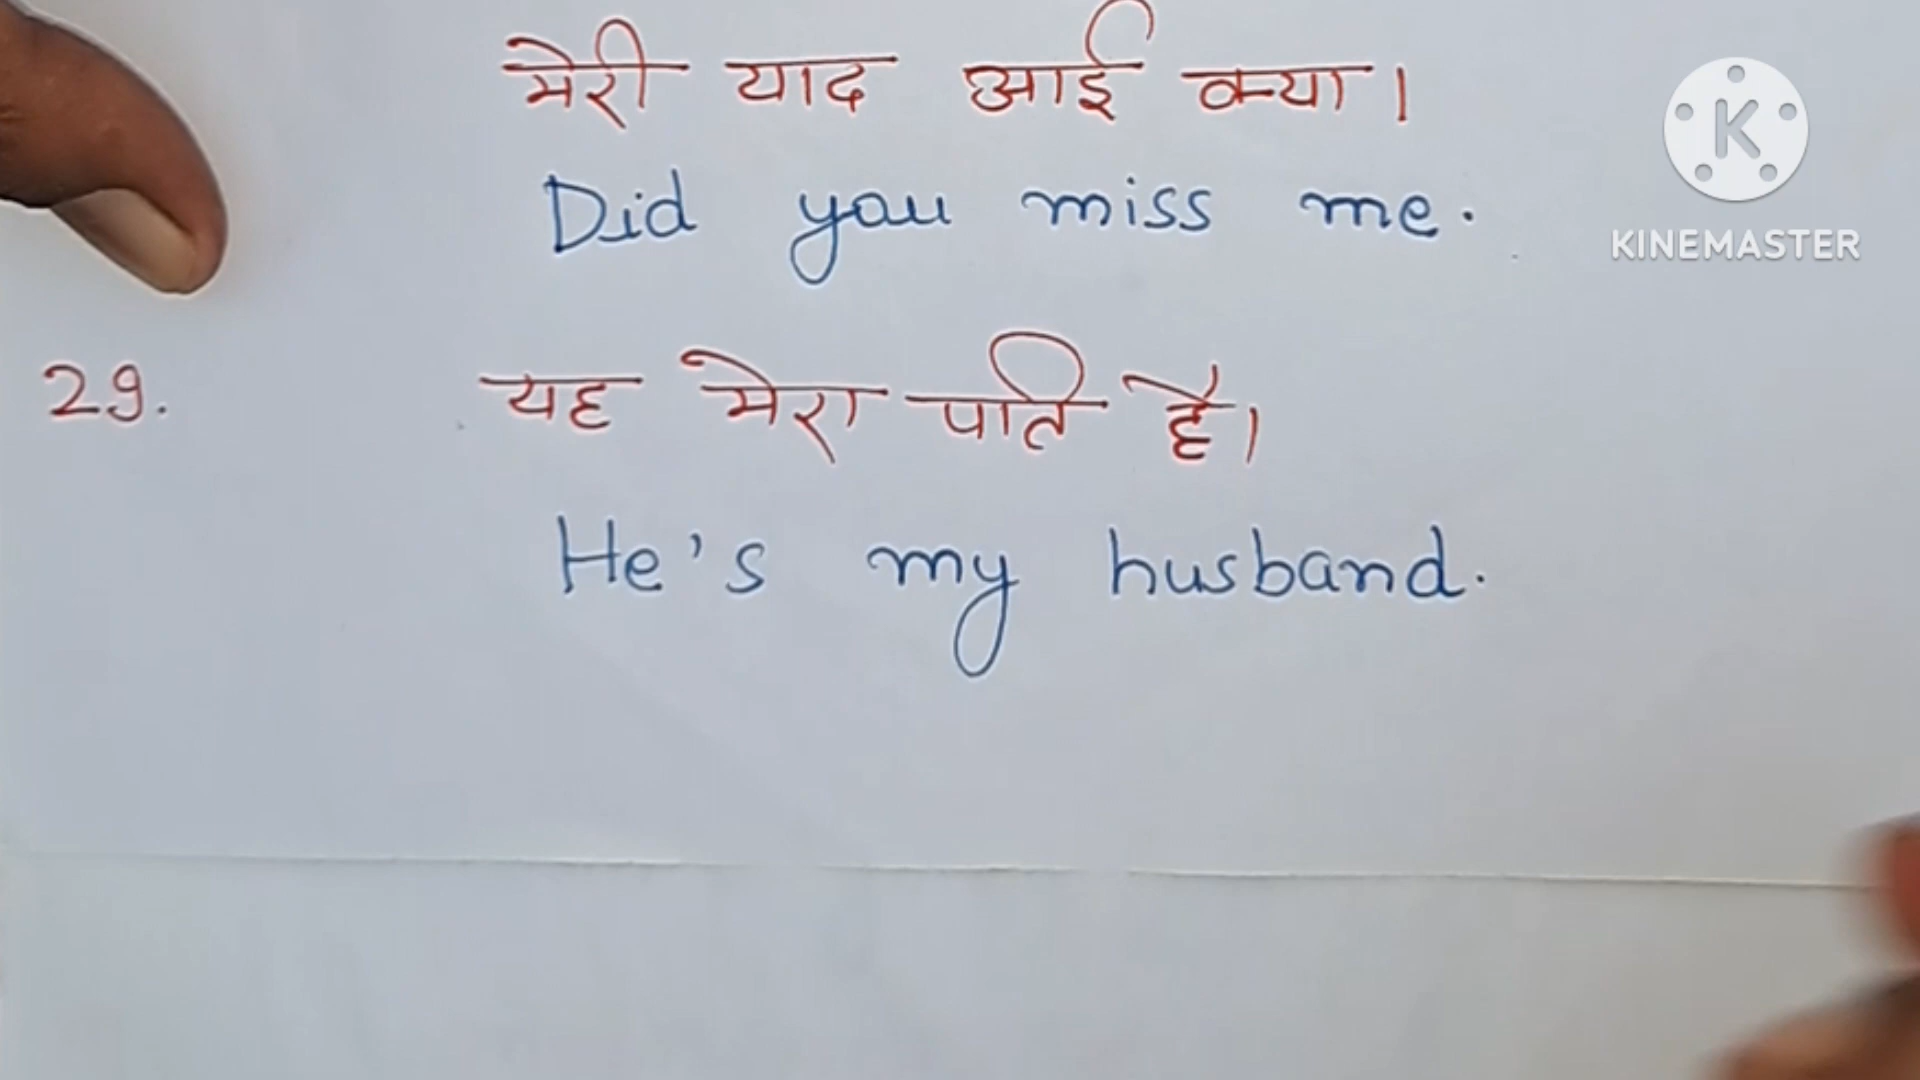 मेरी याद आई क्या।
Did you miss me.
29. यह मेरा पति है।
He's my husband.
K
KINEMASTER